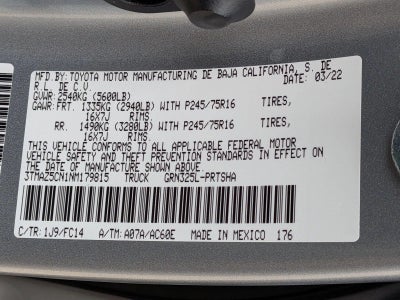 MFD.BY:TOYOTA MOTOR MANUFACTURING DE BAJA CALIFORNIA, S. DE
R.L. DE C.V. DATE: 03/22
GVWR: 2540KG (5600LB)
GAWR:FRT. 1335KG (2940LB) WITH P245/75R16 TIRES,
16X7J RIMS.
RR. 1490KG (3280LB) WITH P245/75R16 TIRES,
16X7J RIMS.
THIS VEHICLE CONFORMS TO ALL APPLICABLE FEDERAL MOTOR
VEHICLE SAFETY AND THEFT PREVENTION STANDARDS IN EFFECT ON
THE DATE OF MANUFACTURE SHOWN ABOVE.
3TMAZ5CN1NM179815 TRUCK GRN325L-PRTSHA
C/TR: 1J9/FC14 A/TM: A07A/AC60E MADE IN MEXICO 176